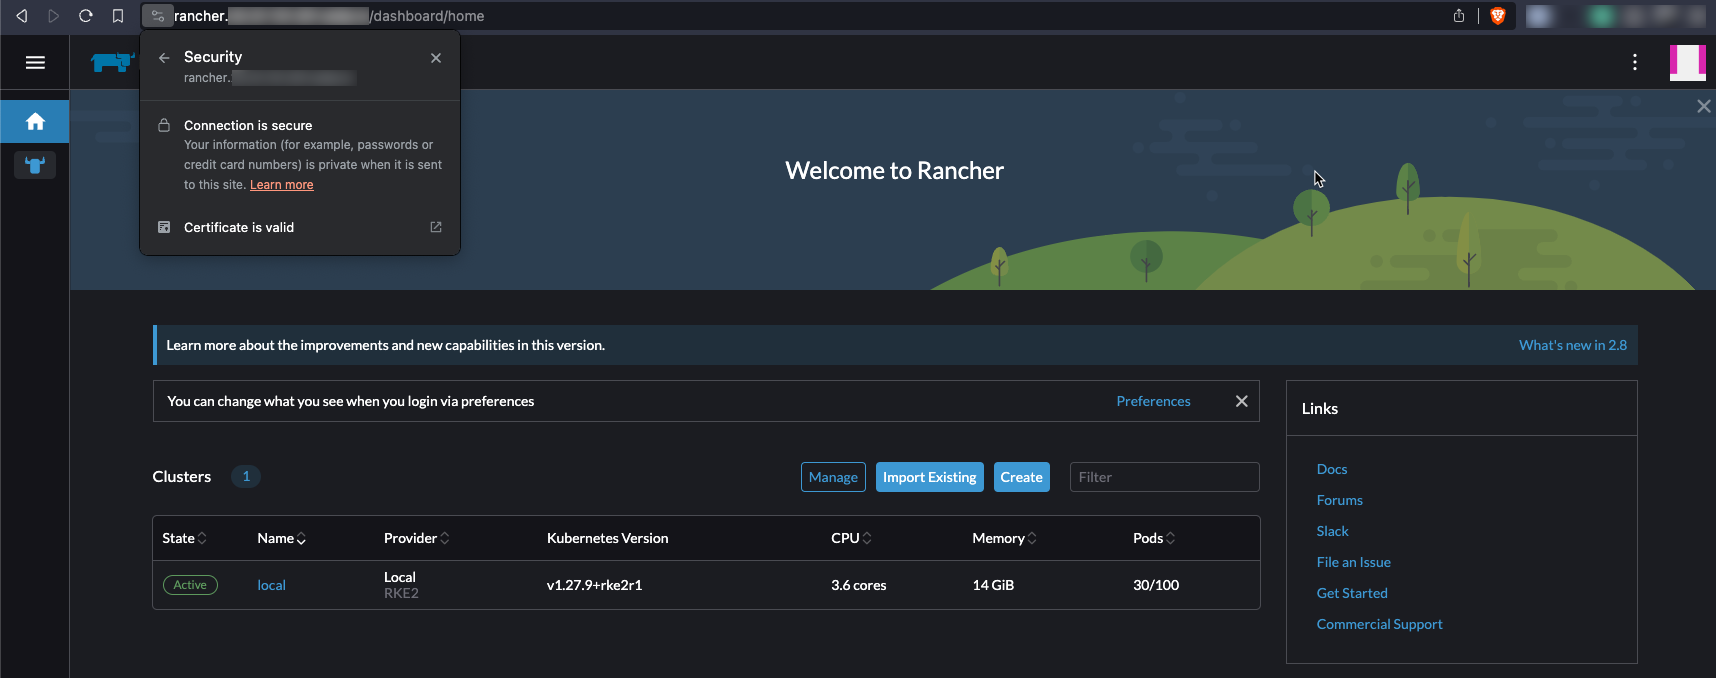 rancher. /dashboard/home
Security
rancher.
Connection is secure
Your information (for example, passwords or
credit card numbers) is private when it is sent
to this site. Learn more
Certificate is valid
Welcome to Rancher
Learn more about the improvements and new capabilities in this version. What's new in 2.8
You can change what you see when you login via preferences Preferences
Links
Docs
Forums
Slack
File an Issue
Get Started
Commercial Support
Clusters 1 Manage Import Existing Create Filter
State Name Provider Kubernetes Version CPU Memory Pods
Active local Local v1.27.9+rke2r1 3.6 cores 14 GiB 30/100
RKE2